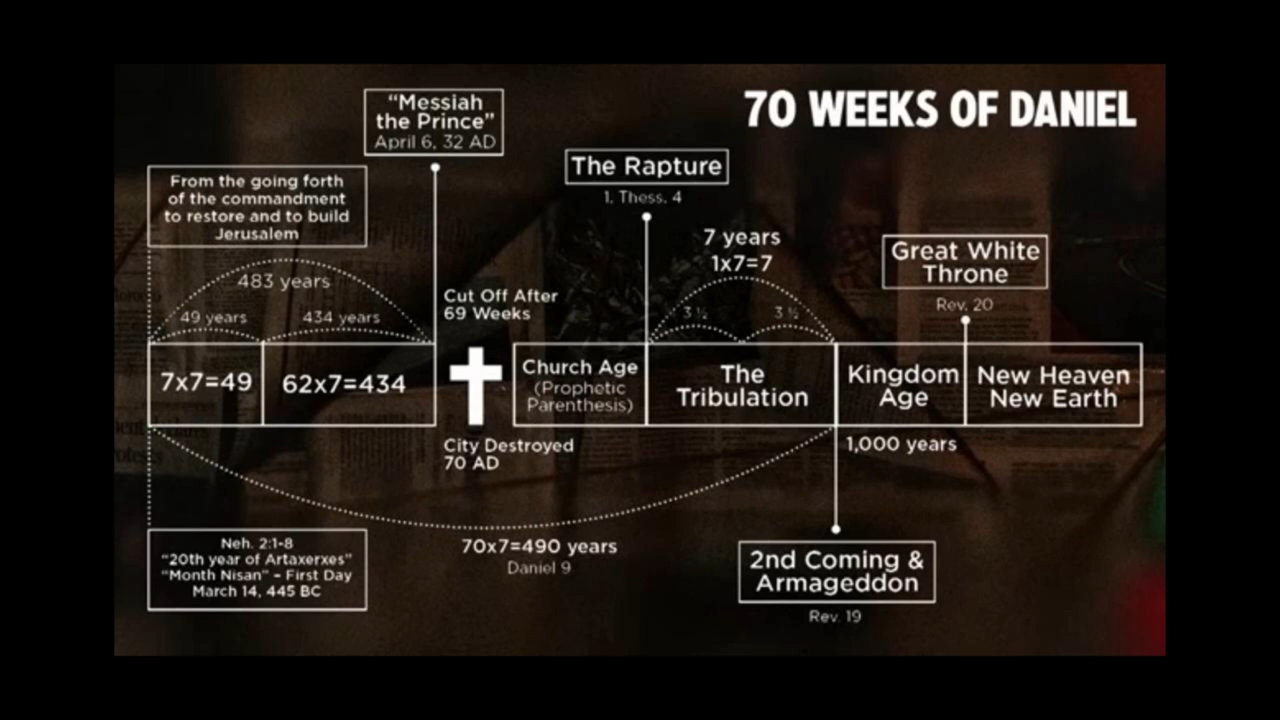 70 WEEKS OF DANIEL
“Messiah
the Prince”
April 6, 32 AD
From the going forth
of the commandment
to restore and to build
Jerusalem
483 years
49 years
434 years
7x7=49
62x7=434
Cut Off After
69 Weeks
City Destroyed
70 AD
The Rapture
1. Thess. 4
7 years
1x7=7
3 ½
3 ½
Church Age
(Prophetic
Parenthesis)
The
Tribulation
Great White
Throne
Rev. 20
Kingdom
Age
New Heaven
New Earth
1,000 years
Neh. 2:1-8
“20th year of Artaxerxes”
“Month Nisan” – First Day
March 14, 445 BC
70x7=490 years
Daniel 9
2nd Coming &
Armageddon
Rev. 19